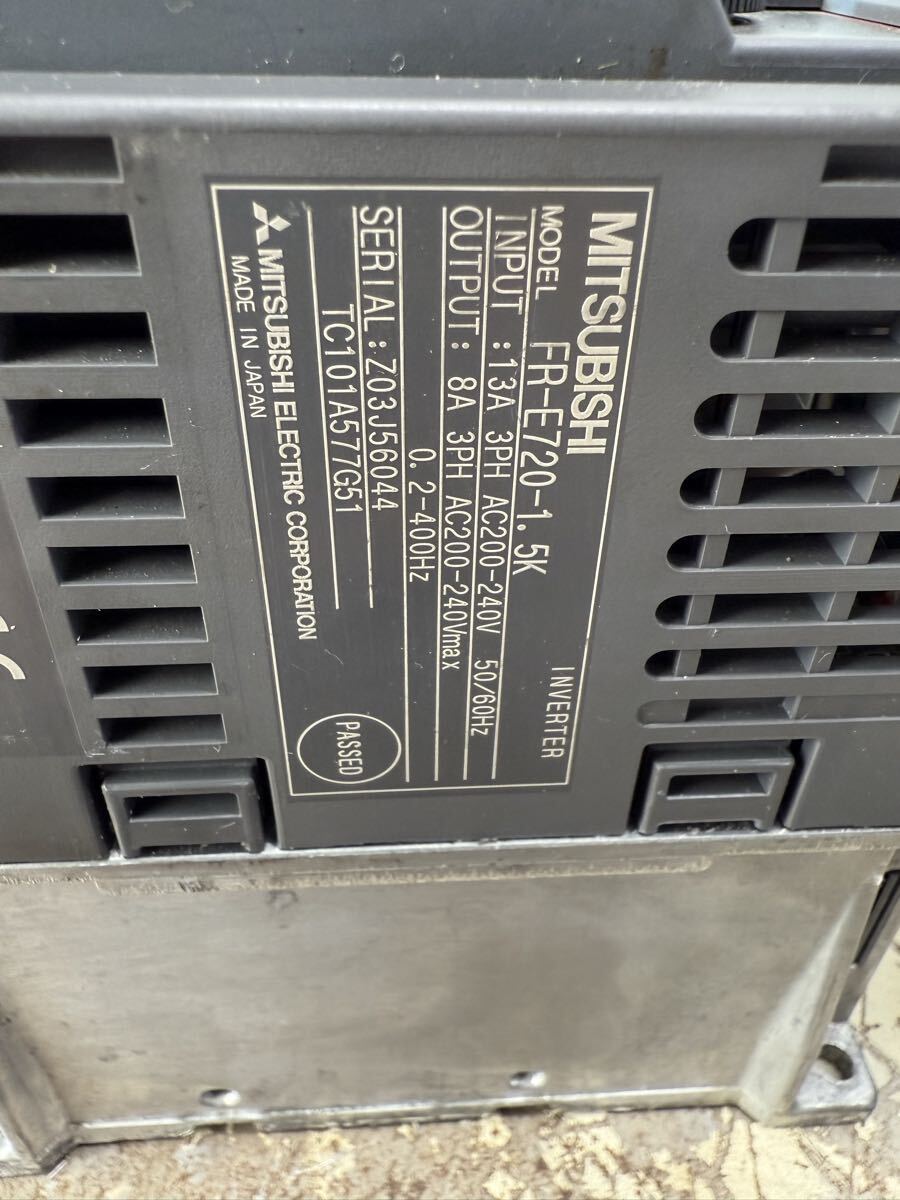 MITSUBISHI INVERTER
MODEL FR-E720-1.5K
INPUT :13A 3PH AC200-240V 50/60Hz
OUTPUT: 8A 3PH AC200-240Vmax
0.2-400Hz
SERIAL:Z03J56044
TC101A577G51
PASSED
MITSUBISHI ELECTRIC CORPORATION
MADE IN JAPAN